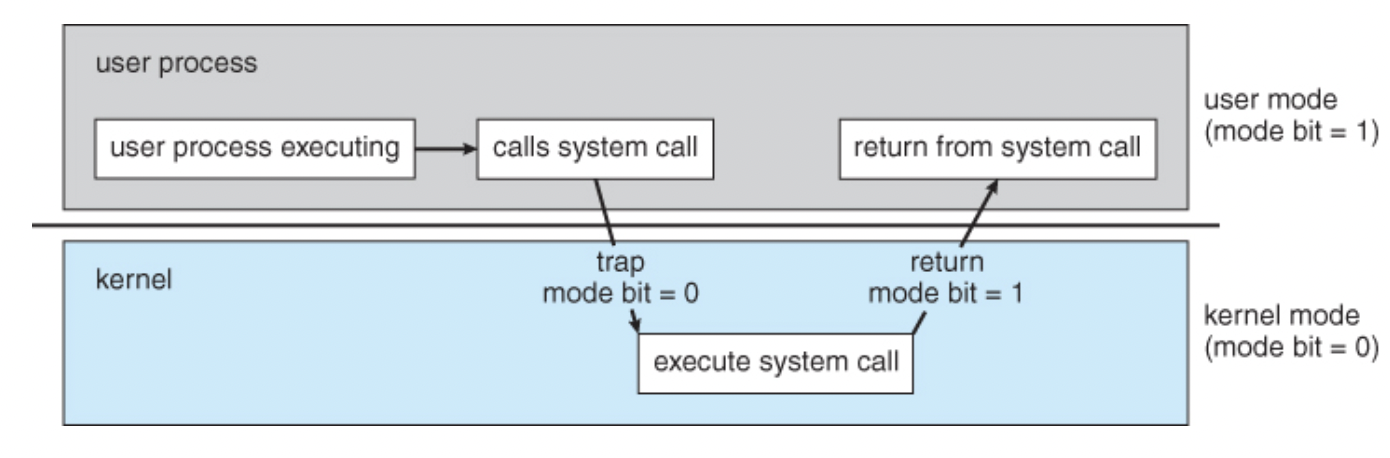 user process
user process executing
calls system call
return from system call
user mode
(mode bit = 1)
kernel
trap
mode bit = 0
return
mode bit = 1
execute system call
kernel mode
(mode bit = 0)